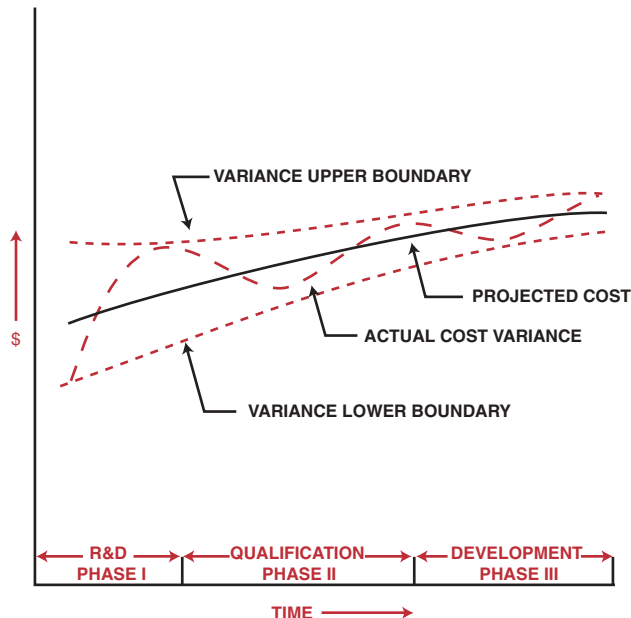 VARIANCE UPPER BOUNDARY
PROJECTED COST
$
ACTUAL COST VARIANCE
VARIANCE LOWER BOUNDARY
R&D
PHASE I
QUALIFICATION
PHASE II
DEVELOPMENT
PHASE III
TIME